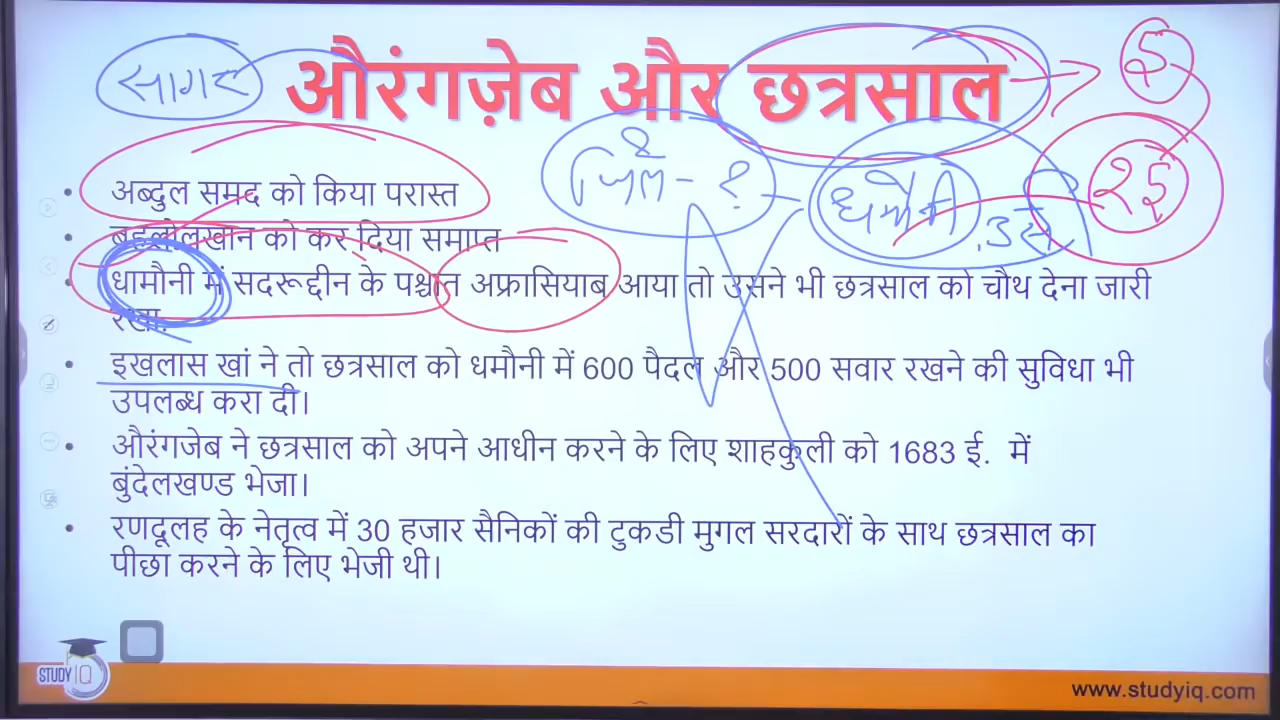 सागर
औरंगज़ेब और छत्रसाल
अब्दुल समद को किया परास्त
बहलोलखान को कर दिया समाप्त
धामौनी में सदरूद्दीन के पश्चात अफ्रासियाब आया तो उसने भी छत्रसाल को चौथ देना जारी
रखा.
इखलास खां ने तो छत्रसाल को धमौनी में 600 पैदल और 500 सवार रखने की सुविधा भी
उपलब्ध करा दी।
औरंगजेब ने छत्रसाल को अपने आधीन करने के लिए शाहकुली को 1683 ई. में
बुंदेलखण्ड भेजा।
रणदूलह के नेतृत्व में 30 हजार सैनिकों की टुकडी मुगल सरदारों के साथ छत्रसाल का
पीछा करने के लिए भेजी थी।
STUDY IQ
www.studyiq.com